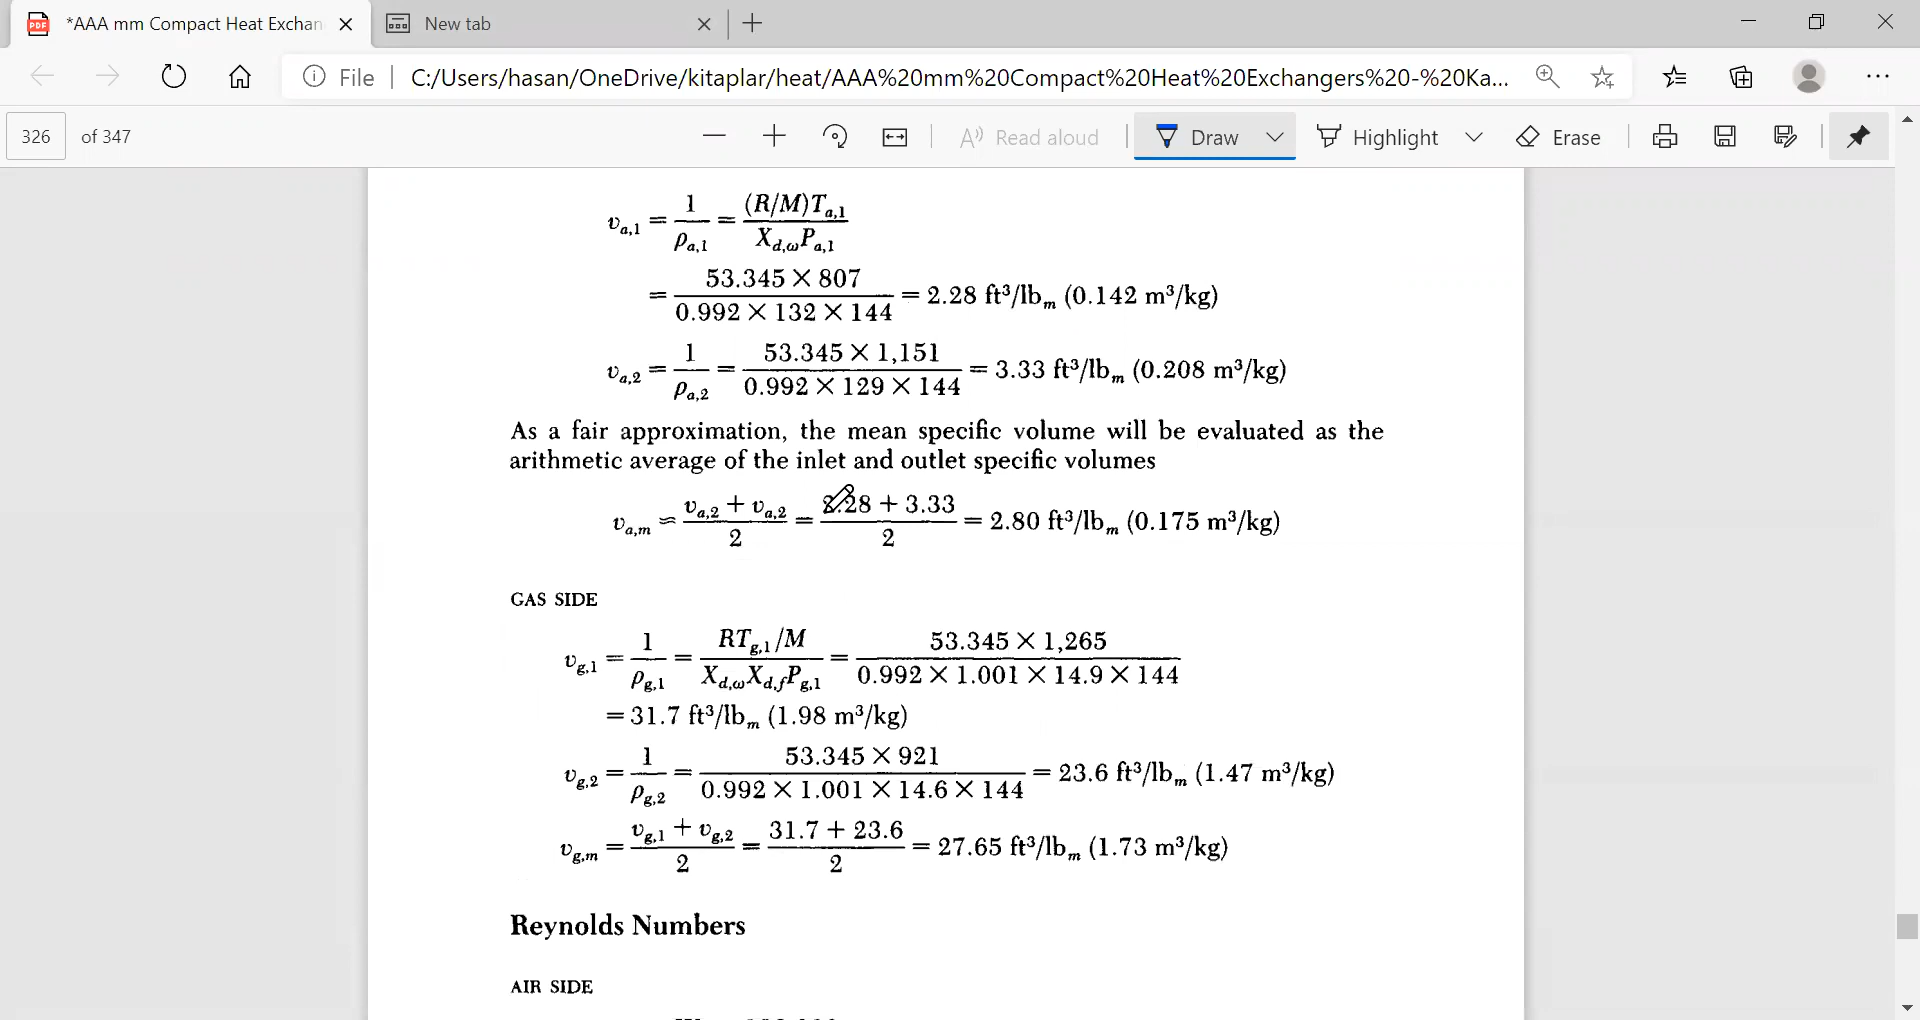 *AAA mm Compact Heat Exchan
New tab
File C:/Users/hasan/OneDrive/kitaplar/heat/AAA%20mm%20Compact%20Heat%20Exchangers%20-%20Ka...
326 of 347 Read aloud Draw Highlight Erase
v_{a,1} = 1/ρ_{a,1} = (R/M)T_{a,1} / X_{d,ω}P_{a,1}
= 53.345 × 807 / 0.992 × 132 × 144 = 2.28 ft³/lb_m (0.142 m³/kg)
v_{a,2} = 1/ρ_{a,2} = 53.345 × 1,151 / 0.992 × 129 × 144 = 3.33 ft³/lb_m (0.208 m³/kg)
As a fair approximation, the mean specific volume will be evaluated as the
arithmetic average of the inlet and outlet specific volumes
v_{a,m} ≈ v_{a,2} + v_{a,2} / 2 = 2.28 + 3.33 / 2 = 2.80 ft³/lb_m (0.175 m³/kg)
GAS SIDE
v_{g,1} = 1/ρ_{g,1} = RT_{g,1}/M / X_{d,ω}X_{d,f}P_{g,1} = 53.345 × 1,265 / 0.992 × 1.001 × 14.9 × 144
= 31.7 ft³/lb_m (1.98 m³/kg)
v_{g,2} = 1/ρ_{g,2} = 53.345 × 921 / 0.992 × 1.001 × 14.6 × 144 = 23.6 ft³/lb_m (1.47 m³/kg)
v_{g,m} = v_{g,1} + v_{g,2} / 2 = 31.7 + 23.6 / 2 = 27.65 ft³/lb_m (1.73 m³/kg)
Reynolds Numbers
AIR SIDE